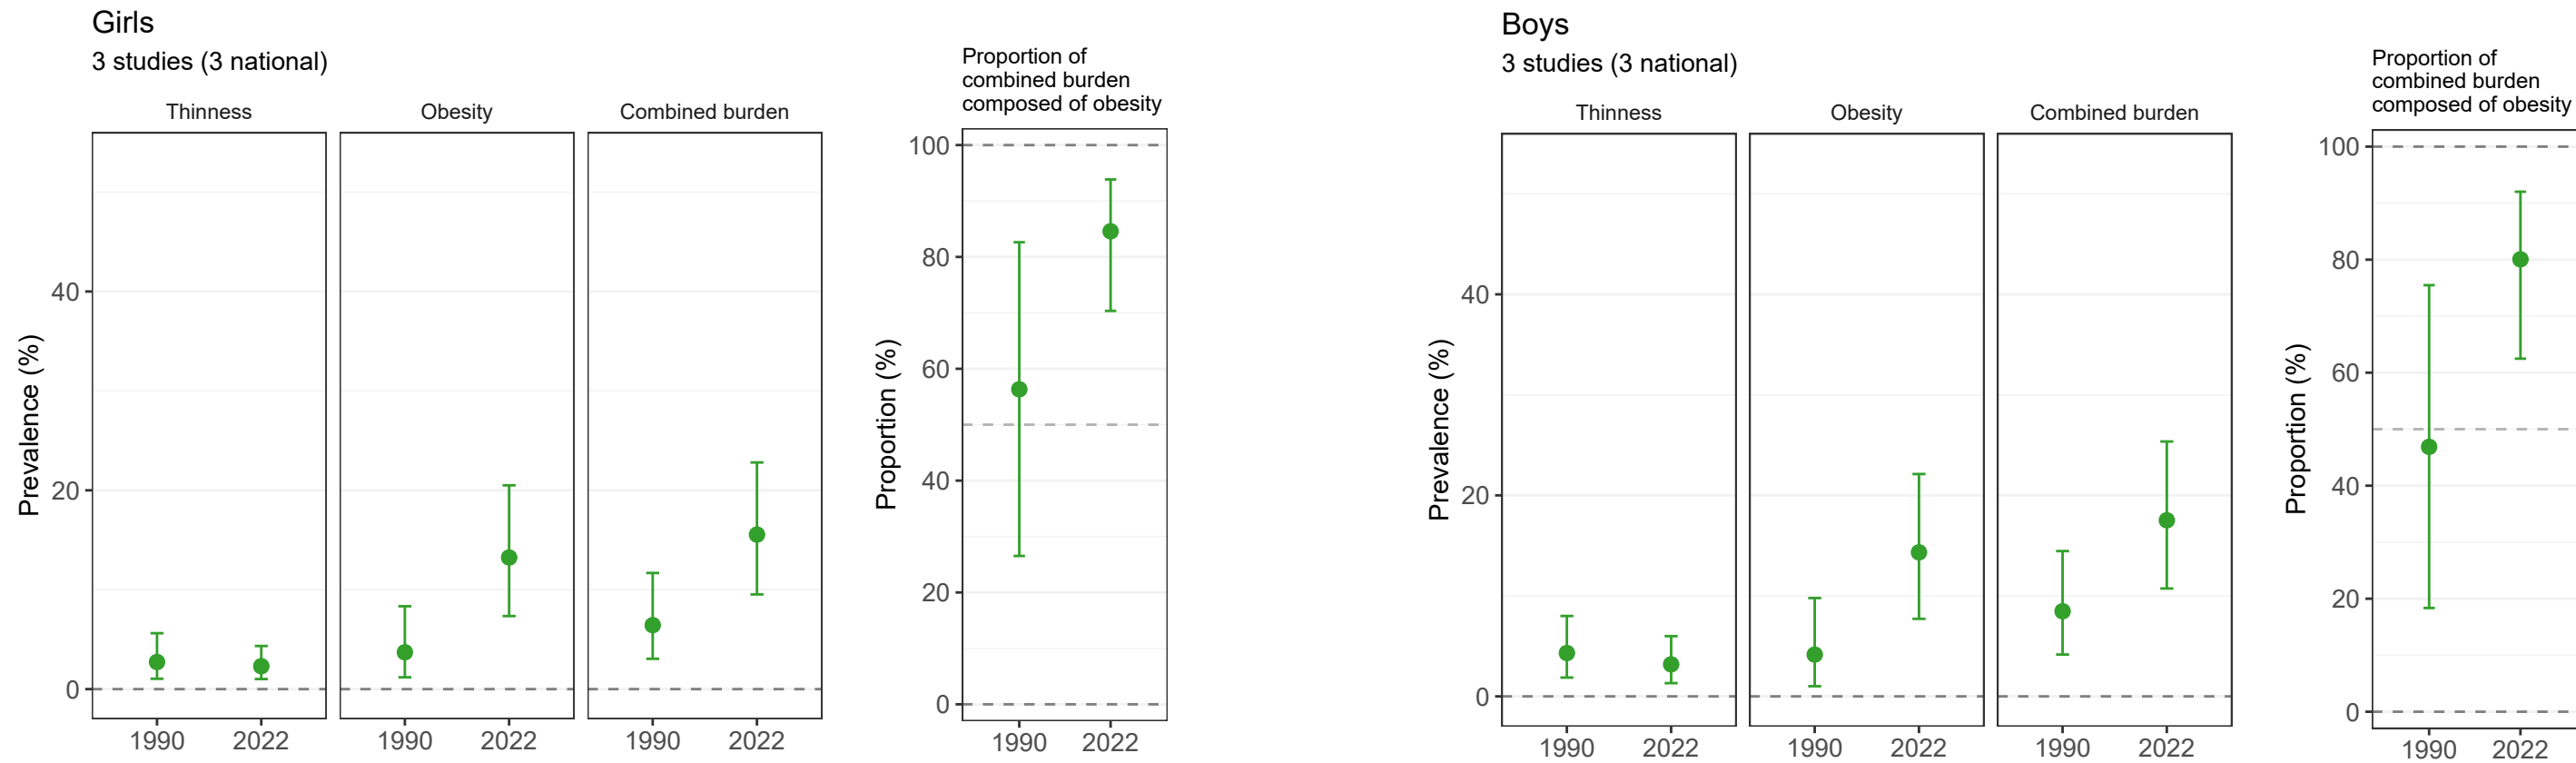 Girls
3 studies (3 national)
Thinness
Obesity
Combined burden
Prevalence (%)
40
20
0
1990 2022
1990 2022
1990 2022
Proportion of
combined burden
composed of obesity
Proportion (%)
100
80
60
40
20
0
1990 2022
Boys
3 studies (3 national)
Thinness
Obesity
Combined burden
Prevalence (%)
40
20
0
1990 2022
1990 2022
1990 2022
Proportion of
combined burden
composed of obesity
Proportion (%)
100
80
60
40
20
0
1990 2022